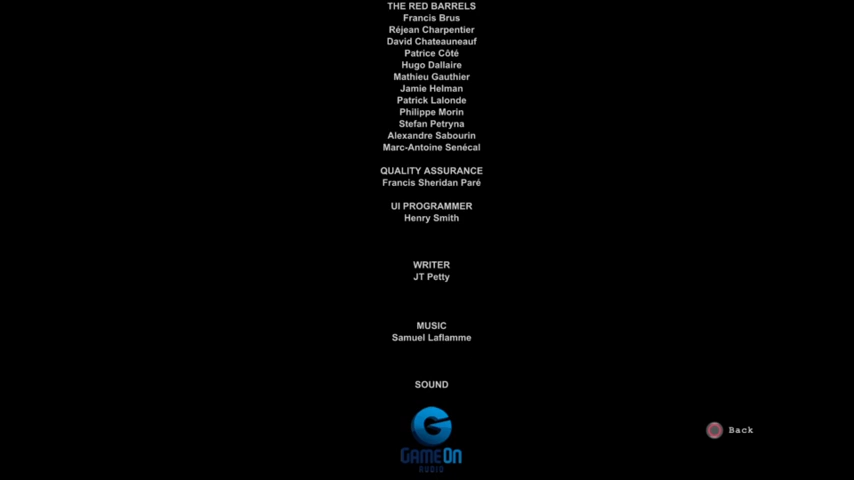 THE RED BARRELS
Francis Brus
Réjean Charpentier
David Chateauneuf
Patrice Côté
Hugo Dallaire
Mathieu Gauthier
Jamie Helman
Patrick Lalonde
Philippe Morin
Stefan Petryna
Alexandre Sabourin
Marc-Antoine Senécal
QUALITY ASSURANCE
Francis Sheridan Paré
UI PROGRAMMER
Henry Smith
WRITER
JT Petty
MUSIC
Samuel Laflamme
SOUND
GAMEON
AUDIO
Back